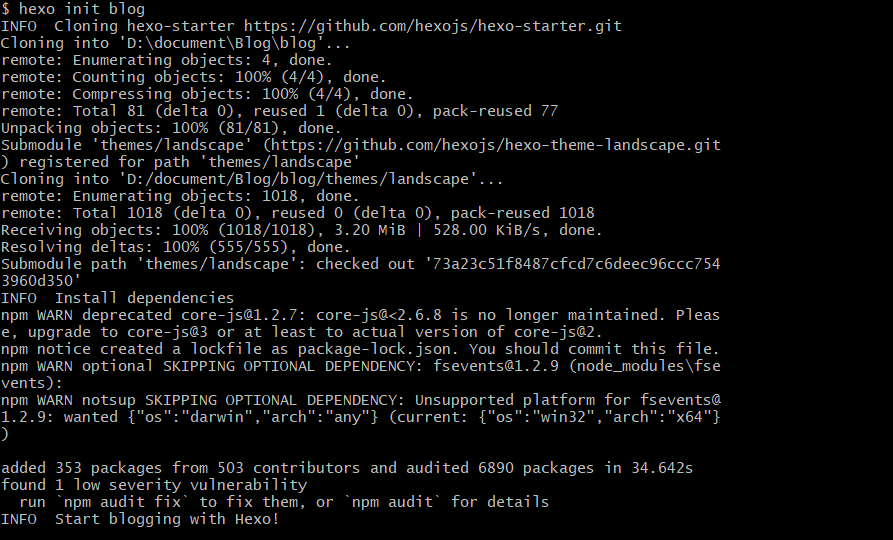 $ hexo init blog
INFO  Cloning hexo-starter https://github.com/hexojs/hexo-starter.git
Cloning into 'D:\document\Blog\blog'...
remote: Enumerating objects: 4, done.
remote: Counting objects: 100% (4/4), done.
remote: Compressing objects: 100% (4/4), done.
remote: Total 81 (delta 0), reused 1 (delta 0), pack-reused 77
Unpacking objects: 100% (81/81), done.
Submodule 'themes/landscape' (https://github.com/hexojs/hexo-theme-landscape.git
) registered for path 'themes/landscape'
Cloning into 'D:/document/Blog/blog/themes/landscape'...
remote: Enumerating objects: 1018, done.
remote: Total 1018 (delta 0), reused 0 (delta 0), pack-reused 1018
Receiving objects: 100% (1018/1018), 3.20 MiB | 528.00 KiB/s, done.
Resolving deltas: 100% (555/555), done.
Submodule path 'themes/landscape': checked out '73a23c51f8487cfcd7c6deec96ccc754
3960d350'
INFO  Install dependencies
npm WARN deprecated core-js@1.2.7: core-js@<2.6.8 is no longer maintained. Pleas
e, upgrade to core-js@3 or at least to actual version of core-js@2.
npm notice created a lockfile as package-lock.json. You should commit this file.
npm WARN optional SKIPPING OPTIONAL DEPENDENCY: fsevents@1.2.9 (node_modules\fse
vents):
npm WARN notsup SKIPPING OPTIONAL DEPENDENCY: Unsupported platform for fsevents@
1.2.9: wanted {"os":"darwin","arch":"any"} (current: {"os":"win32","arch":"x64"}
)
added 353 packages from 503 contributors and audited 6890 packages in 34.642s
found 1 low severity vulnerability
  run `npm audit fix` to fix them, or `npm audit` for details
INFO  Start blogging with Hexo!